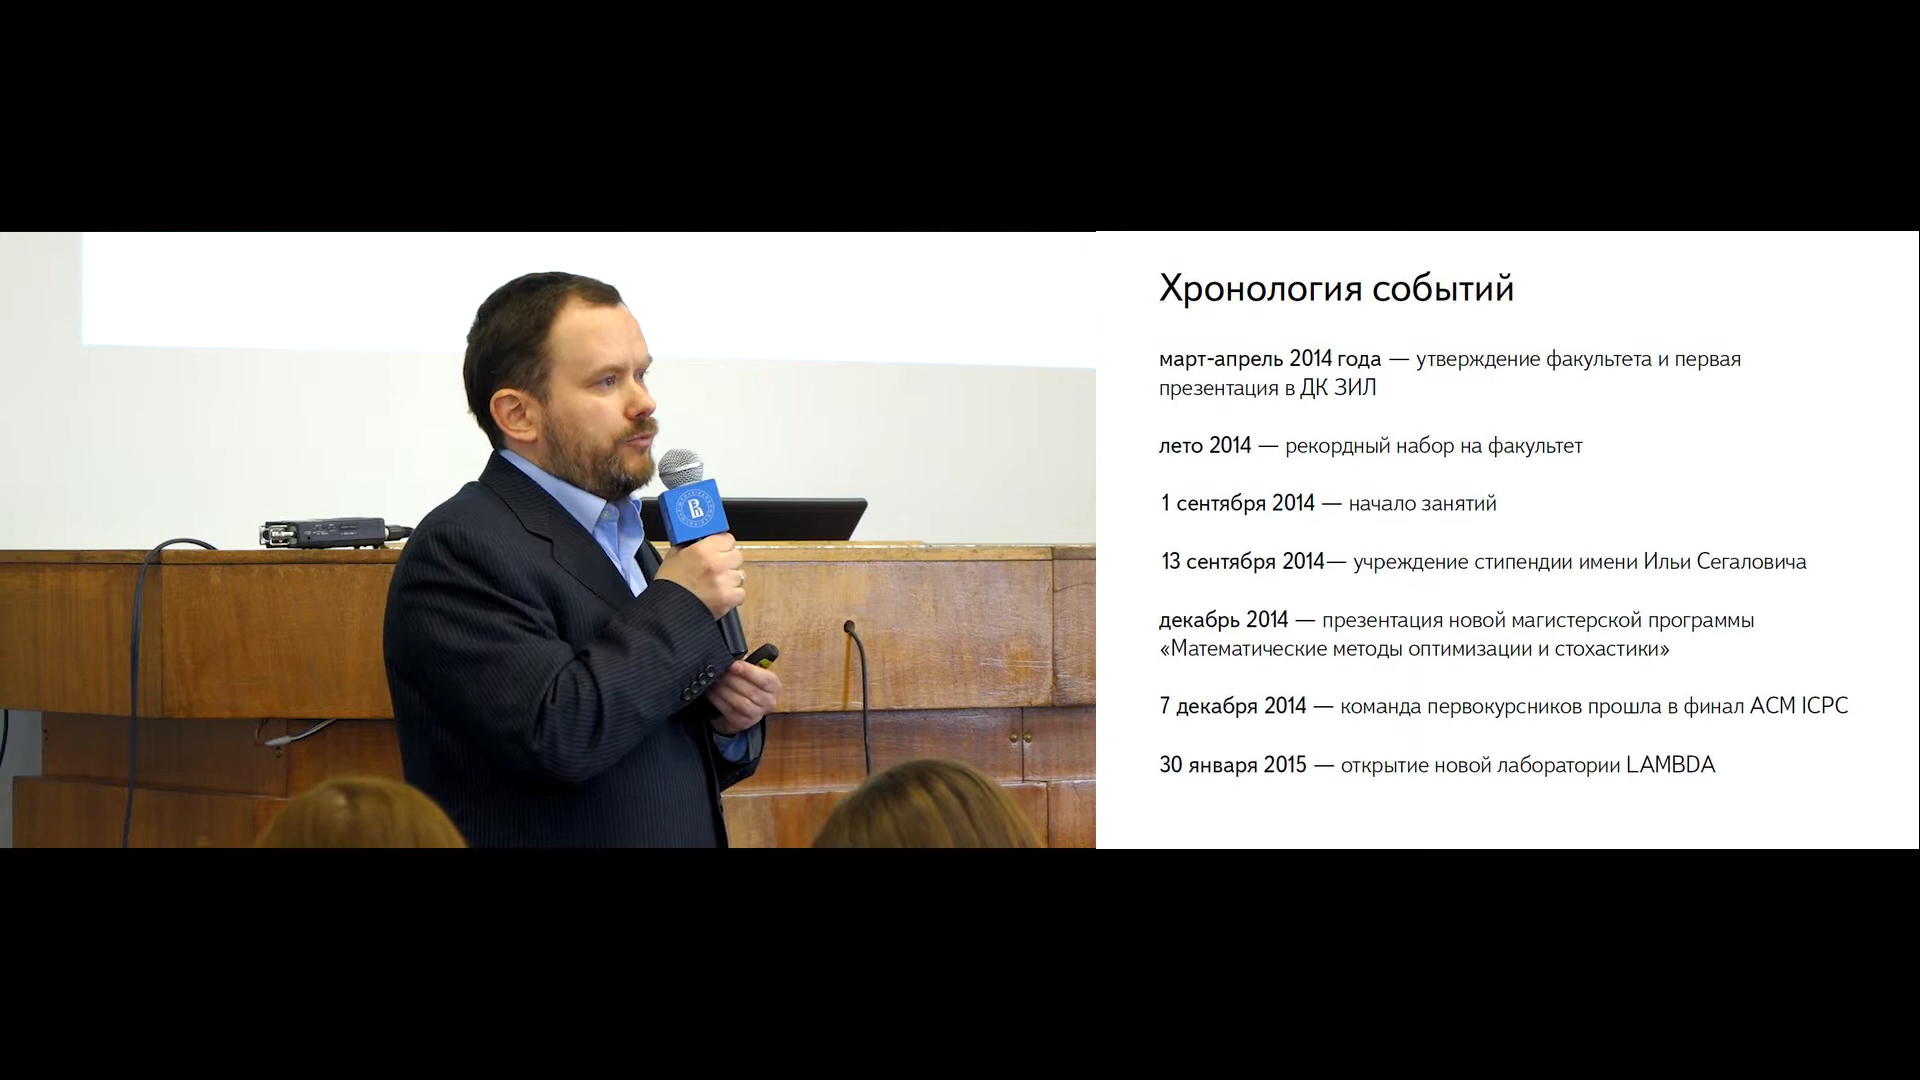 Хронология событий
март-апрель 2014 года — утверждение факультета и первая
презентация в ДК ЗИЛ
лето 2014 — рекордный набор на факультет
1 сентября 2014 — начало занятий
13 сентября 2014— учреждение стипендии имени Ильи Сегаловича
декабрь 2014 — презентация новой магистерской программы
«Математические методы оптимизации и стохастики»
7 декабря 2014 — команда первокурсников прошла в финал ACM ICPC
30 января 2015 — открытие новой лаборатории LAMBDA